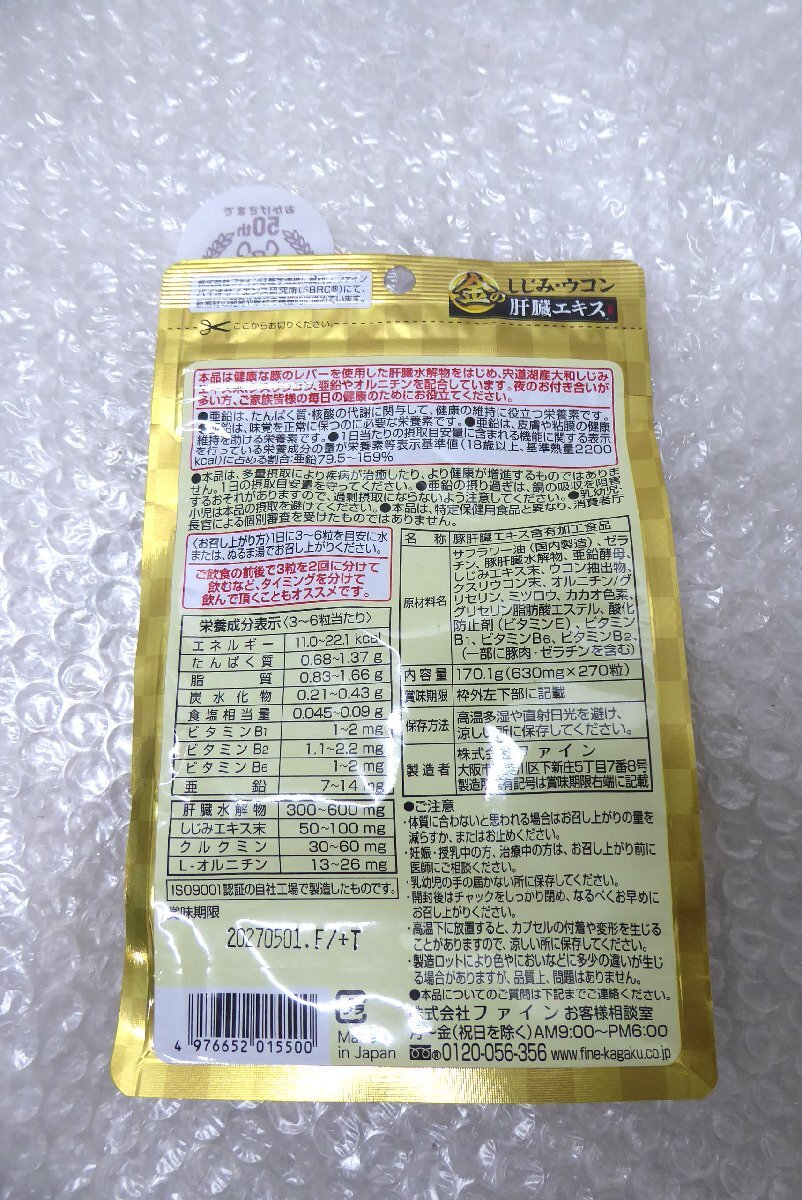 おかげさまで
50th
金の
しじみ・ウコン
肝臓エキス
ここからお切りください。
本品は健康な豚のレバーを使用した肝臓水解物をはじめ、宍道湖産大和しじみ
亜鉛やオルニチンを配合しています。夜のお付き合いが
多い方、ご家族皆様の毎日の健康のためにお役立てください。
●亜鉛は、たんぱく質・核酸の代謝に関与して、健康の維持に役立つ栄養素です。
●亜鉛は、味覚を正常に保つのに必要な栄養素です。●亜鉛は、皮膚や粘膜の健康
維持を助ける栄養素です。●1日当たりの摂取目安量に含まれる機能に関する表示
を行っている栄養成分の量が栄養素等表示基準値(18歳以上、基準熱量2200
kcal)に占める割合:亜鉛79.5~159%
●本品は、多量摂取により疾病が治癒したり、より健康が増進するものではありま
せん。1日の摂取目安量を守ってください。●亜鉛の摂り過ぎは、銅の吸収を阻害
するおそれがありますので、過剰摂取にならないよう注意してください。●乳幼児・
小児は本品の摂取を避けてください。●本品は、特定保健用食品と異なり、消費者庁
長官による個別審査を受けたものではありません。
〈お召し上がり方〉1日に3~6粒を目安に水
または、ぬるま湯でお召し上がりください。
ご飲食の前後で3粒を2回に分けて
飲むなど、タイミングを分けて
飲んで頂くこともオススメです。
栄養成分表示〈3~6粒当たり〉
エネルギー 11.0~22.1 kcal
たんぱく質 0.68~1.37 g
脂質 0.83~1.66 g
炭水化物 0.21~0.43 g
食塩相当量 0.045~0.09 g
ビタミンB1 1~2 mg
ビタミンB2 1.1~2.2 mg
ビタミンB6 1~2 mg
亜鉛 7~14 mg
肝臓水解物 300~600 mg
しじみエキス末 50~100 mg
クルクミン 30~60 mg
L-オルニチン 13~26 mg
ISO9001認証の自社工場で製造したものです。
賞味期限
20270501.F/+T
4 976652 015500
Made
in Japan
名称 豚肝臓エキス含有加工食品
原材料名
サフラワー油(国内製造)、ゼラ
チン、豚肝臓水解物、亜鉛酵母、
しじみエキス末、ウコン抽出物、
クスリウコン末、オルニチン/グ
リセリン、ミツロウ、カカオ色素、
グリセリン脂肪酸エステル、酸化
防止剤(ビタミンE)、ビタミン
B1、ビタミンB6、ビタミンB2、
(一部に豚肉・ゼラチンを含む)
内容量 170.1g(630mg×270粒)
賞味期限 枠外左下部に記載
保存方法 高温多湿や直射日光を避け、
涼しい所に保存してください。
製造者 株式会社ファイン
大阪市 区下新庄5丁目7番8号
製造所固有記号は賞味期限右端に記載
●ご注意
・体質に合わないと思われる場合はお召し上がりの量を
減らすか、またはお止めください。
・妊娠・授乳中の方、治療中の方は、お召し上がり前に
医師にご相談ください。
・乳幼児の手の届かない所に保存してください。
・開封後はチャックをしっかり閉め、なるべくお早めに
お召し上がりください。
・高温下に放置すると、カプセルの付着や変形を生じる
ことがありますので、涼しい所に保存してください。
・製造ロットにより色やにおいなどに多少の違いが生じ
る場合がありますが、品質上、問題はありません。
●本品についてのご質問は下記までご連絡ください。
株式会社ファインお客様相談室
月~金(祝日を除く)AM9:00~PM6:00
0120-056-356 www.fine-kagaku.co.jp